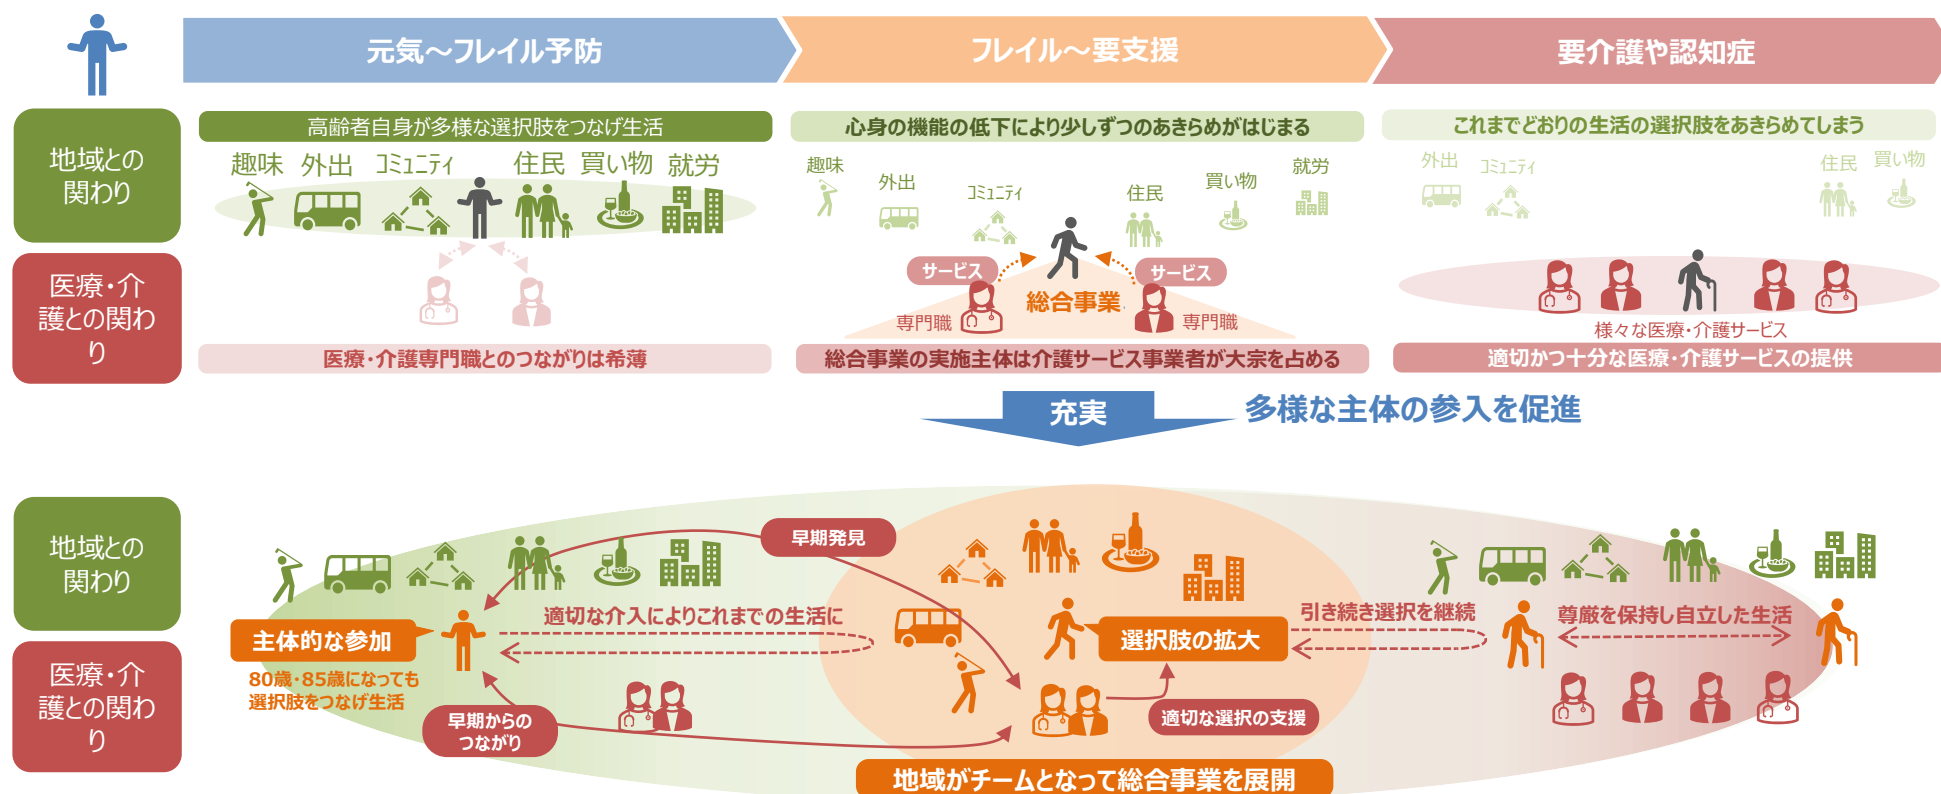 元気～フレイル予防
フレイル～要支援
要介護や認知症
地域との
関わり
高齢者自身が多様な選択肢をつなげ生活
心身の機能の低下により少しずつのあきらめがはじまる
これまでどおりの生活の選択肢をあきらめてしまう
趣味 外出 ｺﾐｭﾆﾃｨ 住民 買い物 就労
趣味 外出 ｺﾐｭﾆﾃｨ 住民 買い物 就労
外出 ｺﾐｭﾆﾃｨ 住民 買い物
医療・介
護との関わ
り
サービス
サービス
総合事業
専門職
専門職
様々な医療・介護サービス
医療・介護専門職とのつながりは希薄
総合事業の実施主体は介護サービス事業者が大宗を占める
適切かつ十分な医療・介護サービスの提供
充実
多様な主体の参入を促進
地域との
関わり
早期発見
適切な介入によりこれまでの生活に
引き続き選択を継続
尊厳を保持し自立した生活
主体的な参加
選択肢の拡大
医療・介
護との関わ
り
80歳・85歳になっても
選択肢をつなげ生活
早期からの
つながり
適切な選択の支援
地域がチームとなって総合事業を展開